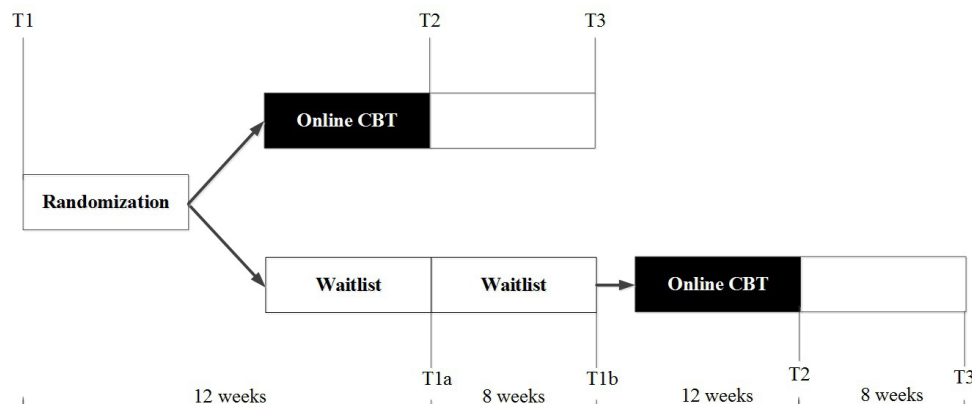 T1
T2
T3
Online CBT
Randomization
Waitlist
Waitlist
Online CBT
T1a
T1b
T2
T3
12 weeks
8 weeks
12 weeks
8 weeks